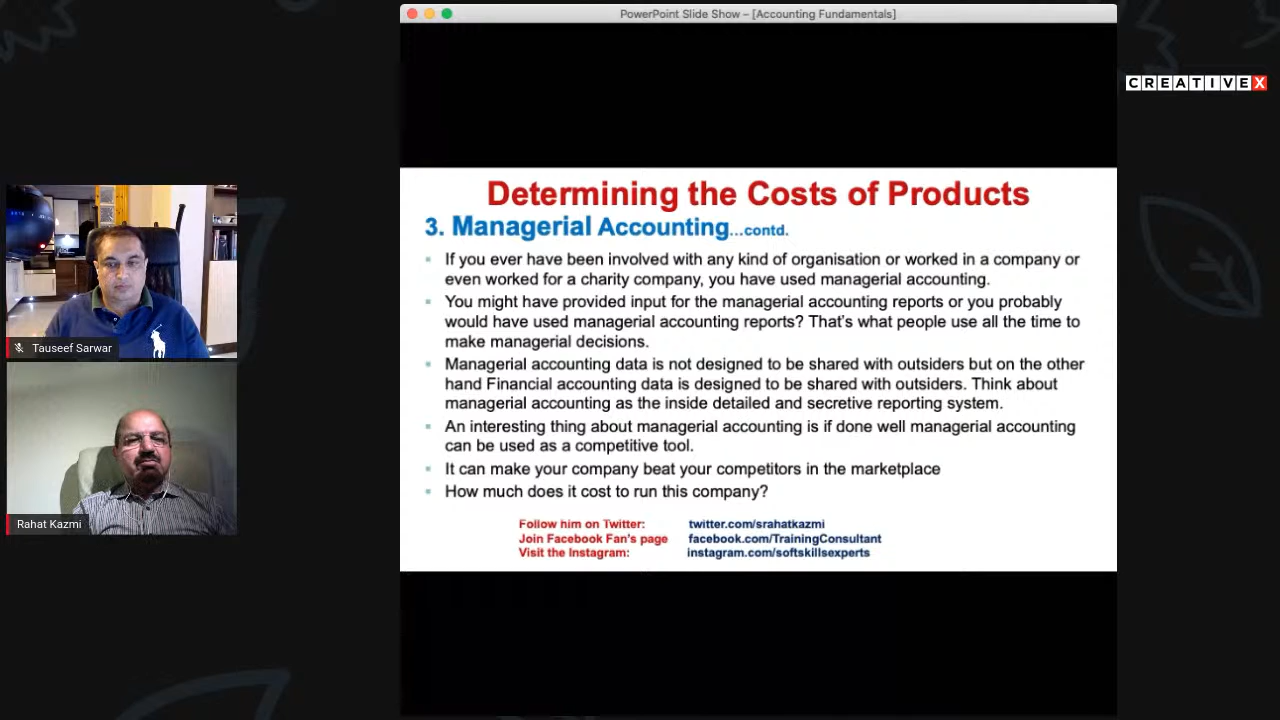 PowerPoint Slide Show – [Accounting Fundamentals]
CREATIVEX
Determining the Costs of Products
3. Managerial Accounting...contd.
If you ever have been involved with any kind of organisation or worked in a company or
even worked for a charity company, you have used managerial accounting.
You might have provided input for the managerial accounting reports or you probably
would have used managerial accounting reports? That's what people use all the time to
make managerial decisions.
Managerial accounting data is not designed to be shared with outsiders but on the other
hand Financial accounting data is designed to be shared with outsiders. Think about
managerial accounting as the inside detailed and secretive reporting system.
An interesting thing about managerial accounting is if done well managerial accounting
can be used as a competitive tool.
It can make your company beat your competitors in the marketplace
How much does it cost to run this company?
Follow him on Twitter: twitter.com/srahatkazmi
Join Facebook Fan's page facebook.com/TrainingConsultant
Visit the Instagram: instagram.com/softskillsexperts
Tauseef Sarwar
Rahat Kazmi